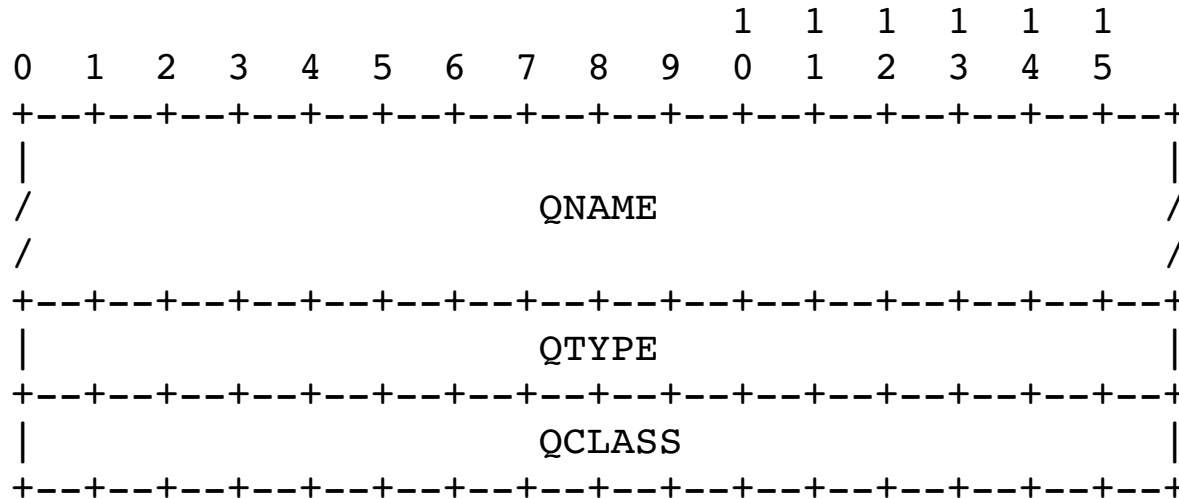 1  1  1  1  1  1
0  1  2  3  4  5  6  7  8  9  0  1  2  3  4  5
+--+--+--+--+--+--+--+--+--+--+--+--+--+--+--+--+
|                                               |
/                     QNAME                     /
/                                               /
+--+--+--+--+--+--+--+--+--+--+--+--+--+--+--+--+
|                     QTYPE                     |
+--+--+--+--+--+--+--+--+--+--+--+--+--+--+--+--+
|                     QCLASS                    |
+--+--+--+--+--+--+--+--+--+--+--+--+--+--+--+--+